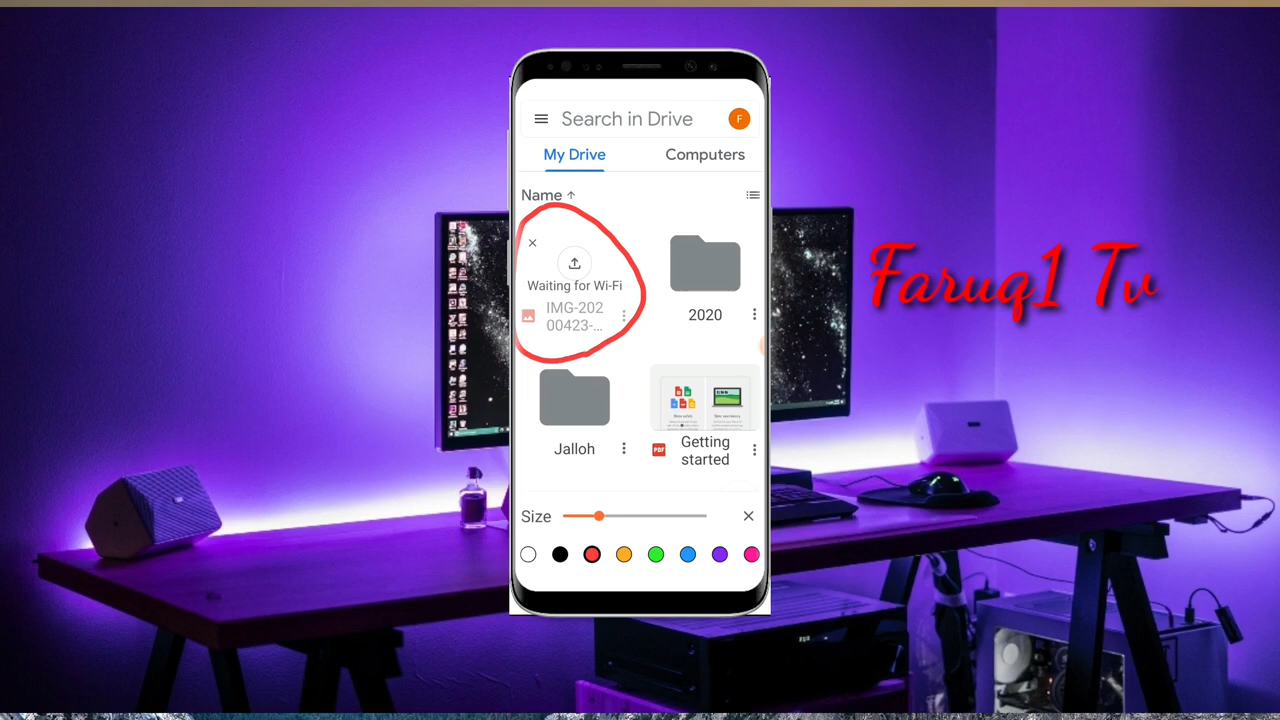 Search in Drive
F
My Drive
Computers
Name ↑
Waiting for Wi-Fi
IMG-202
00423-...
2020
Faruq1 Tv
Jalloh
PDF
Getting
started
Size